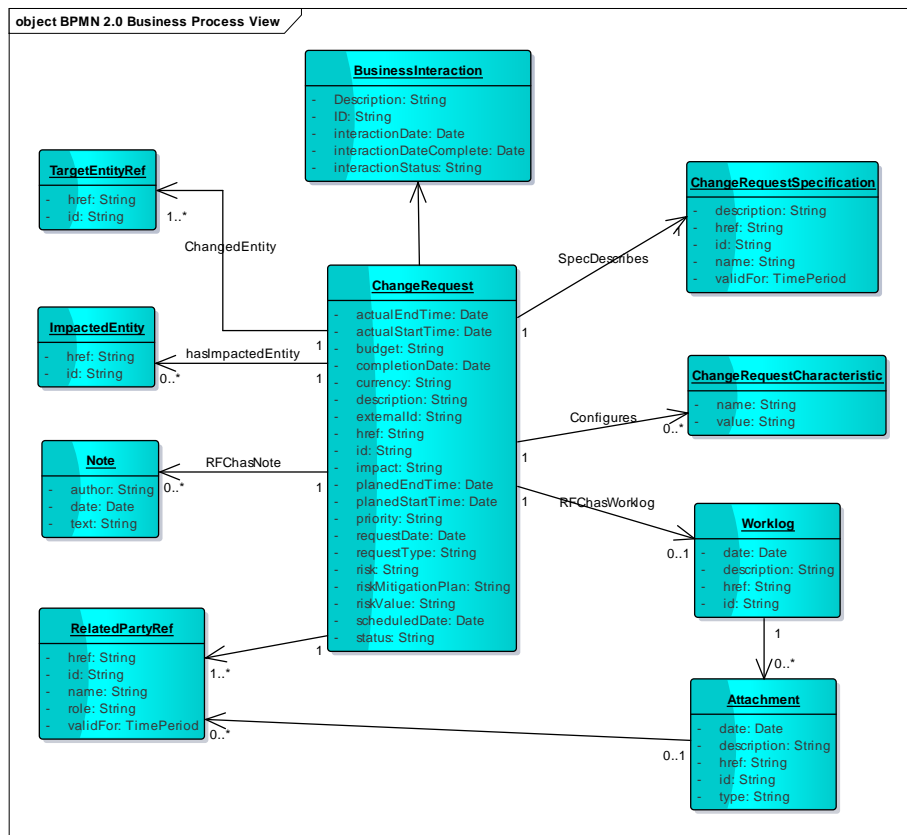 object BPMN 2.0 Business Process View
BusinessInteraction
- Description: String
- ID: String
- interactionDate: Date
- interactionDateComplete: Date
- interactionStatus: String
TargetEntityRef
- href: String
- id: String
1..*
ChangedEntity
ChangeRequestSpecification
- description: String
- href: String
- id: String
- name: String
- validFor: TimePeriod
1
SpecDescribes
ChangeRequest
- actualEndTime: Date
- actualStartTime: Date
- budget: String
- completionDate: Date
- currency: String
- description: String
- externalId: String
- href: String
- id: String
- impact: String
- planedEndTime: Date
- planedStartTime: Date
- priority: String
- requestDate: Date
- requestType: String
- risk: String
- riskMitigationPlan: String
- riskValue: String
- scheduledDate: Date
- status: String
1
1
ImpactedEntity
- href: String
- id: String
hasImpactedEntity
0..*
1
ChangeRequestCharacteristic
- name: String
- value: String
Configures
0..*
1
Note
- author: String
- date: Date
- text: String
RFChasNote
0..*
1
RFChasWorklog
1
0..1
Worklog
- date: Date
- description: String
- href: String
- id: String
1
0..*
RelatedPartyRef
- href: String
- id: String
- name: String
- role: String
- validFor: TimePeriod
1
1..*
0..*
Attachment
- date: Date
- description: String
- href: String
- id: String
- type: String
0..1